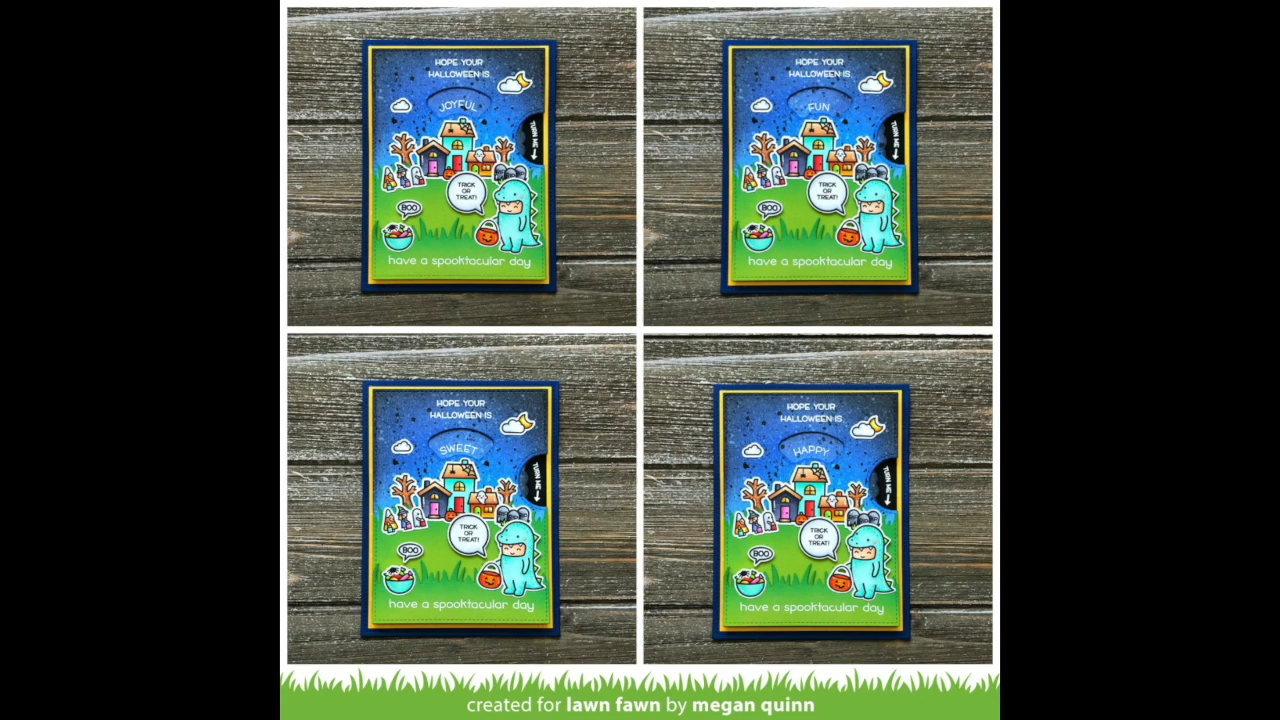 HOPE YOUR
HALLOWEEN IS
JOYFUL
TURN ME
TRICK
OR
TREAT!
BOO
have a spooktacular day
HOPE YOUR
HALLOWEEN IS
FUN
TURN ME
TRICK
OR
TREAT!
BOO
have a spooktacular day
HOPE YOUR
HALLOWEEN IS
SWEET
TURN ME
TRICK
OR
TREAT!
BOO
have a spooktacular day
HOPE YOUR
HALLOWEEN IS
HAPPY
TURN ME
TRICK
OR
TREAT!
BOO
have a spooktacular day
created for lawn fawn by megan quinn